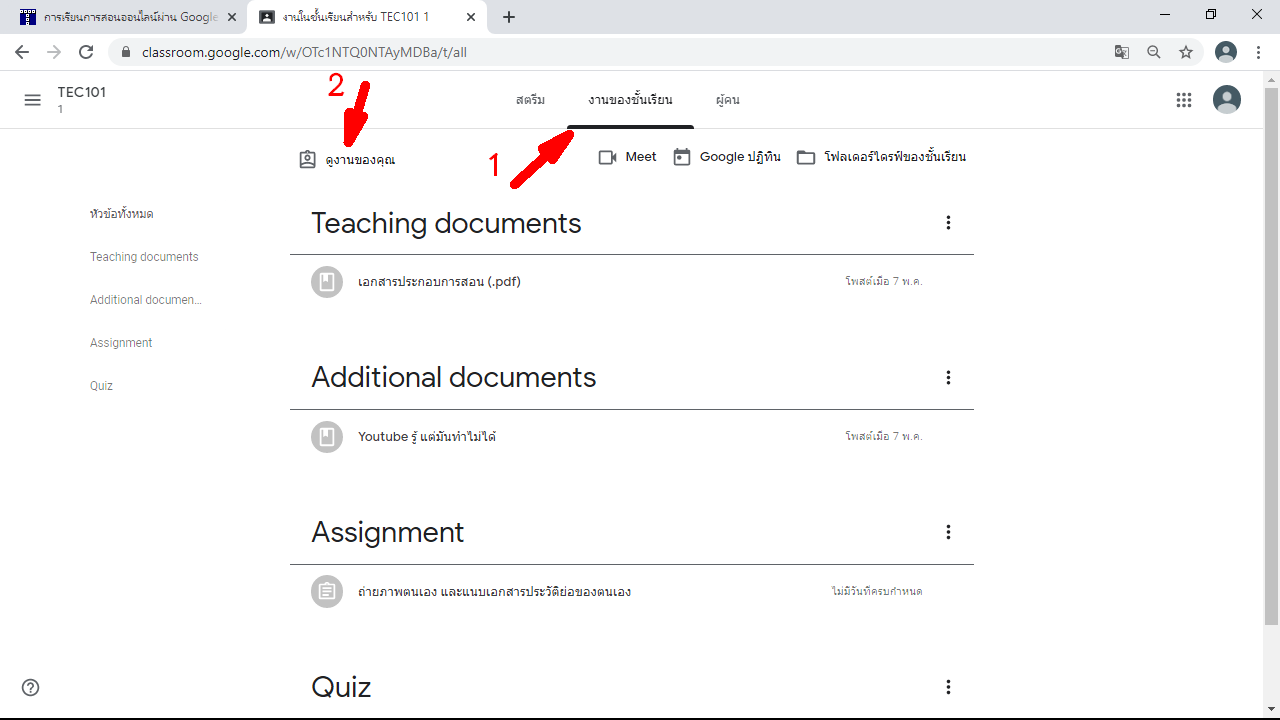 การเรียนการสอนออนไลน์ผ่าน Google
งานในชั้นเรียนสำหรับ TEC101 1
classroom.google.com/w/OTc1NTQ0NTAyMDBa/t/all
TEC101
1
สตรีม
งานของชั้นเรียน
ผู้คน
2
1
ดูงานของคุณ
Meet
Google ปฏิทิน
โฟลเดอร์ไดรฟ์ของชั้นเรียน
หัวข้อทั้งหมด
Teaching documents
Additional documen...
Assignment
Quiz
Teaching documents
เอกสารประกอบการสอน (.pdf)
โพสต์เมื่อ 7 พ.ค.
Additional documents
Youtube รู้ แต่มันทำไม่ได้
โพสต์เมื่อ 7 พ.ค.
Assignment
ถ่ายภาพตนเอง และแนบเอกสารประวัติย่อของตนเอง
ไม่มีวันที่ครบกำหนด
Quiz